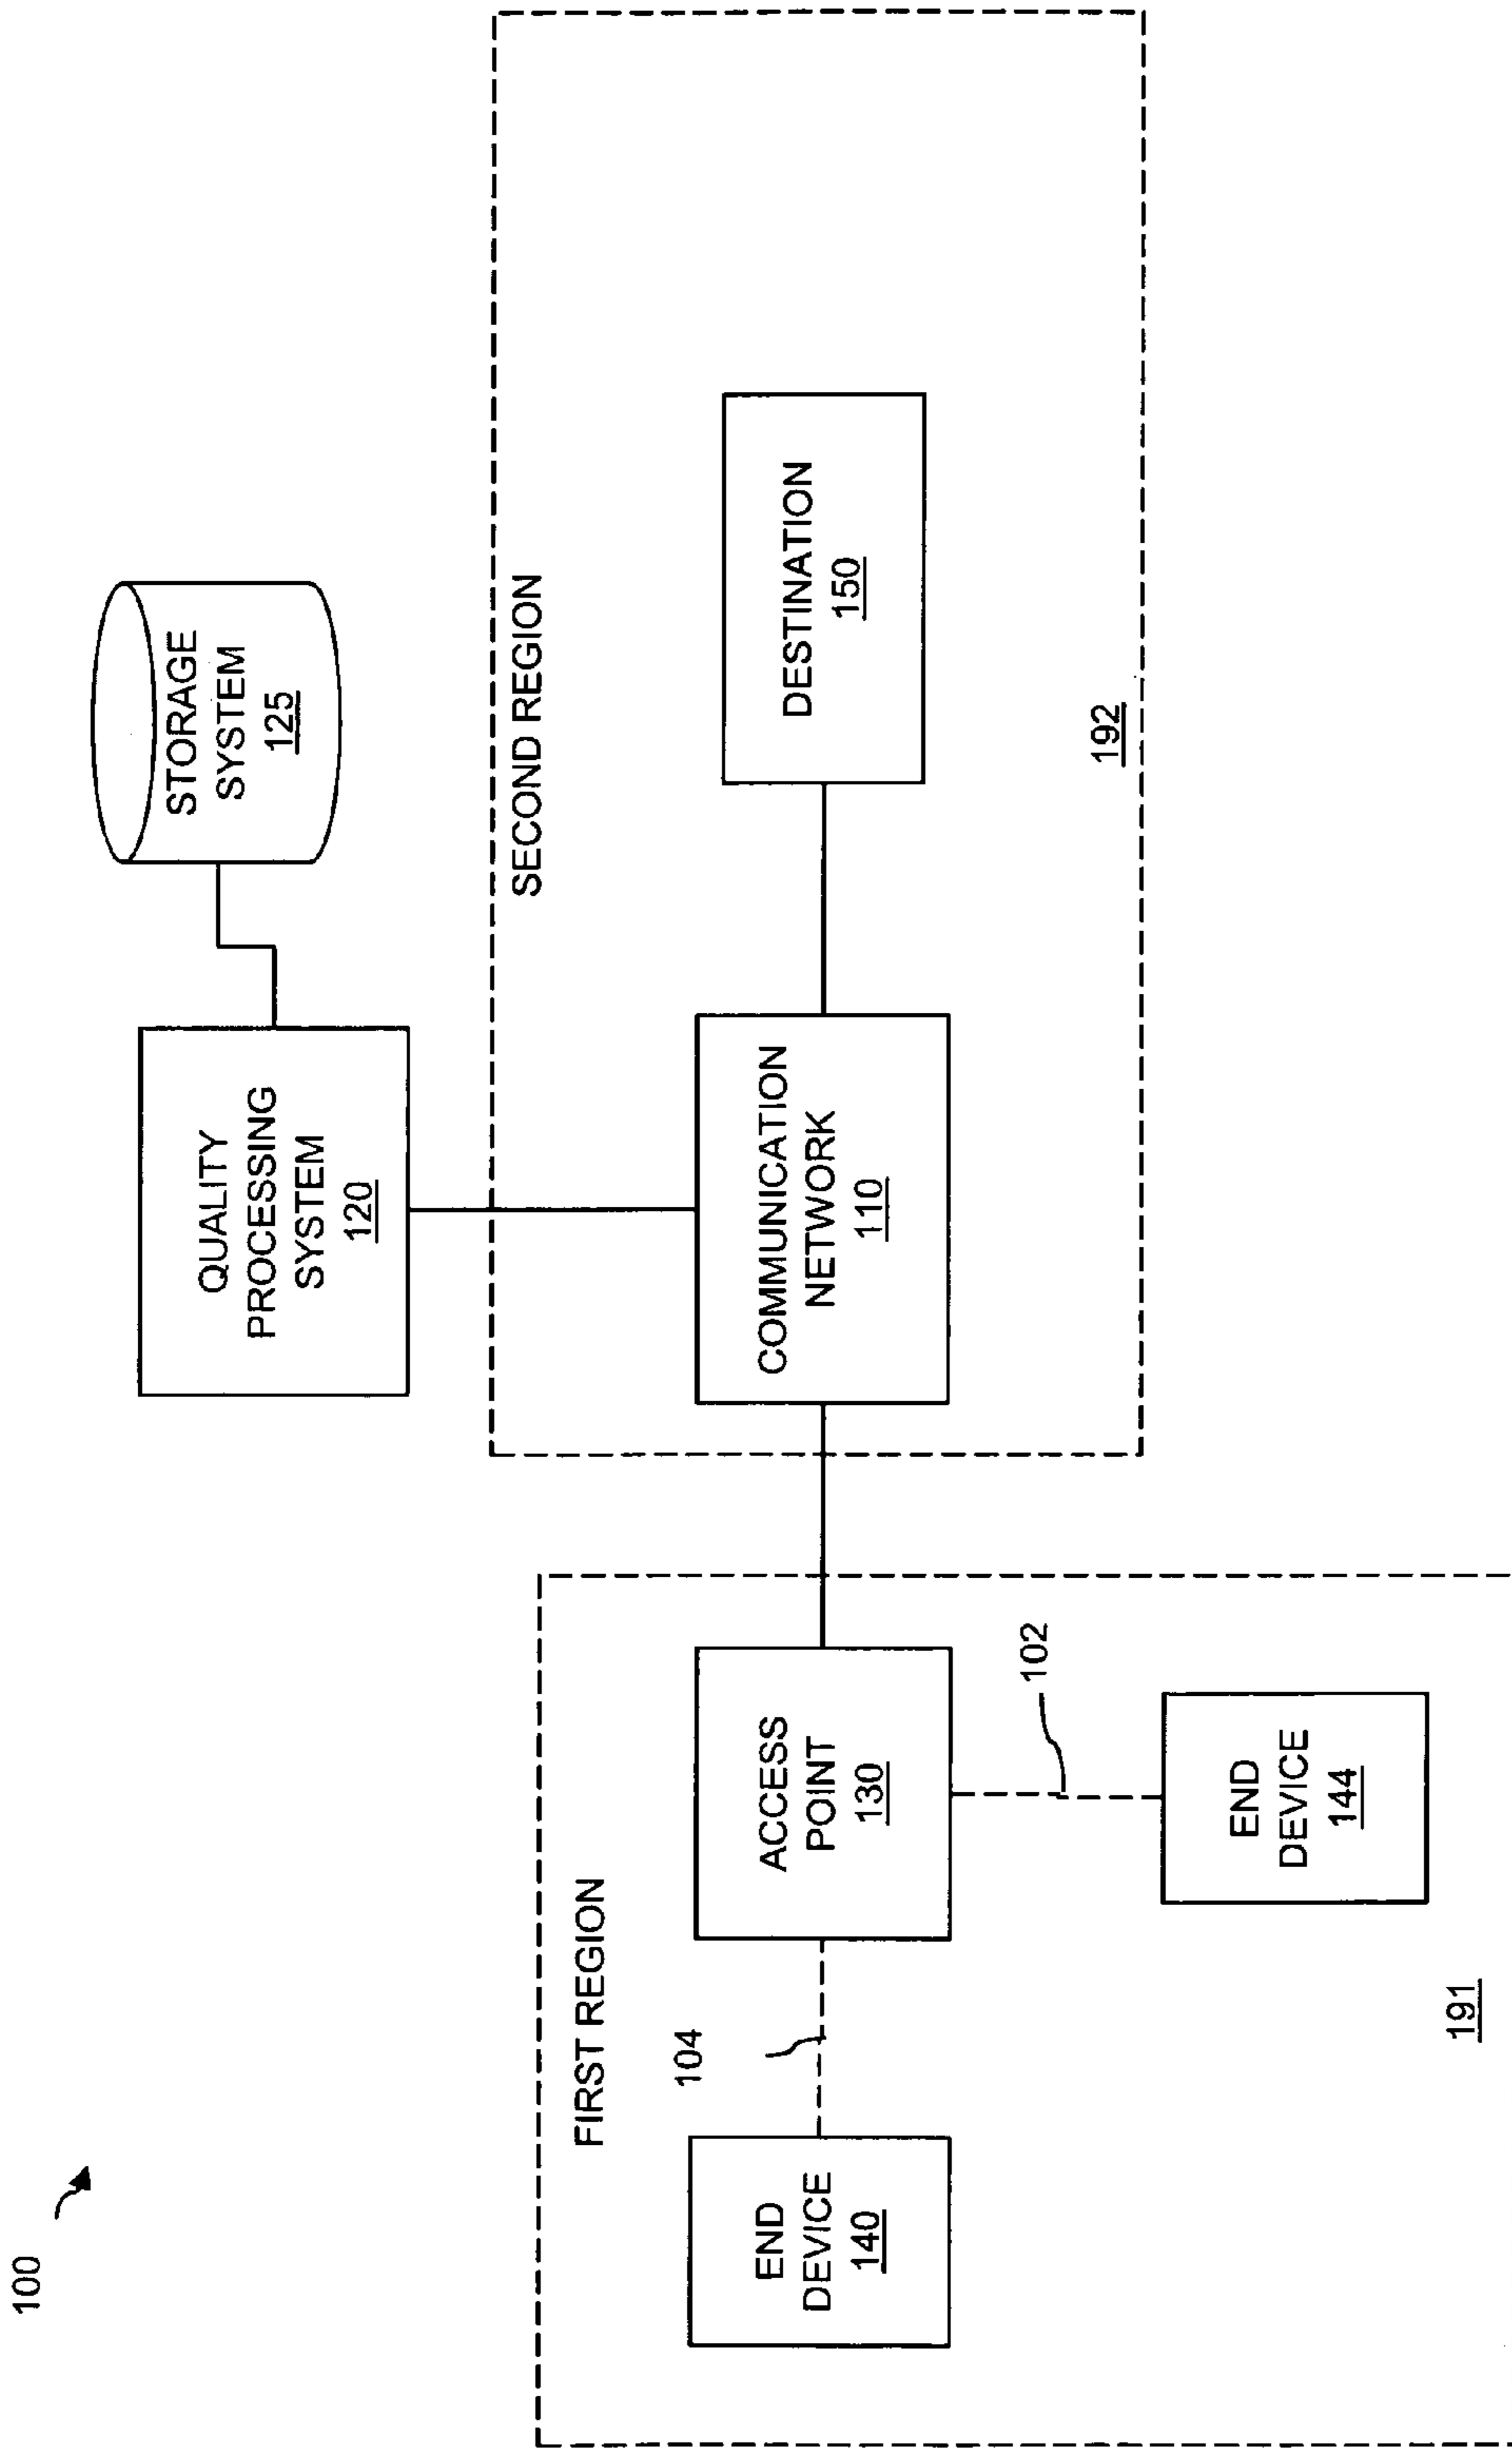 100
QUALITY
PROCESSING
SYSTEM
120
STORAGE
SYSTEM
125
FIRST REGION
END
DEVICE
140
104
ACCESS
POINT
130
102
END
DEVICE
144
191
SECOND REGION
COMMUNICATION
NETWORK
110
DESTINATION
150
192